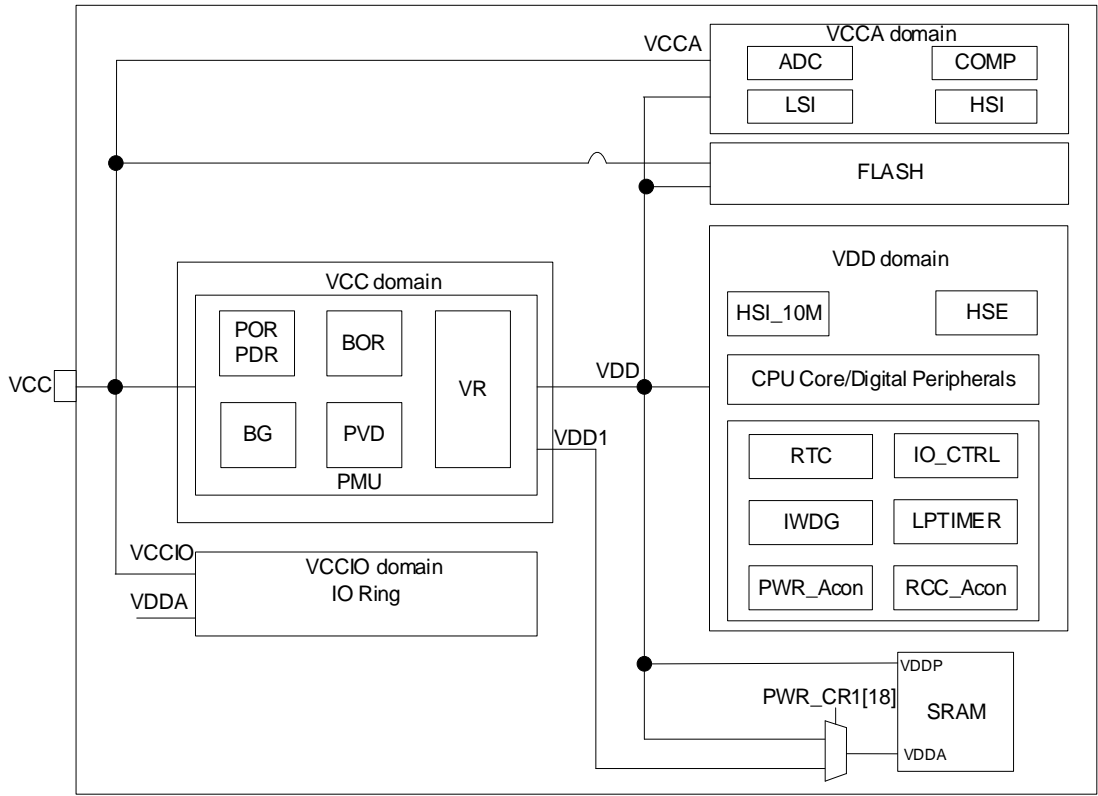 VCCA
VCCA domain
ADC
COMP
LSI
HSI
FLASH
VCC domain
POR
PDR
BOR
VR
BG
PVD
PMU
VCC
VDD
VDD1
VDD domain
HSI_10M
HSE
CPU Core/Digital Peripherals
RTC
IO_CTRL
IWDG
LPTIMER
PWR_Acon
RCC_Acon
VCCIO
VDDA
VCCIO domain
IO Ring
PWR_CR1[18]
VDDP
SRAM
VDDA